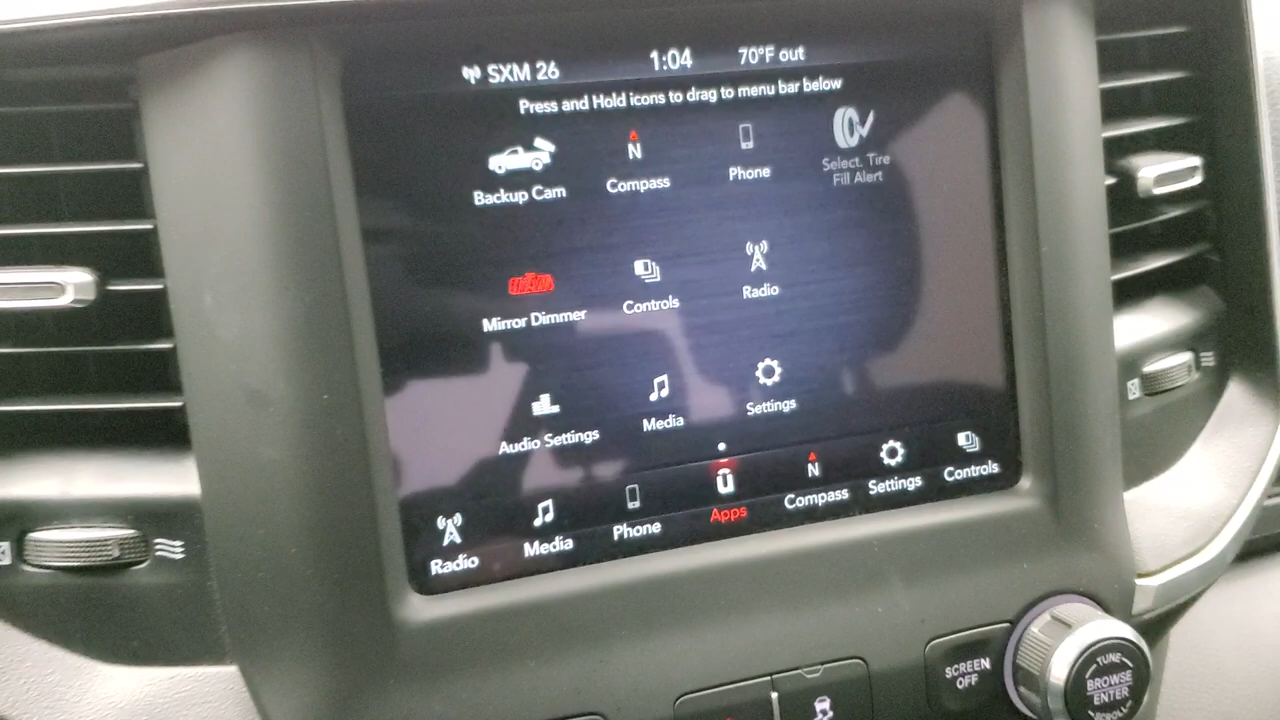 SXM 26
1:04
70°F out
Press and Hold icons to drag to menu bar below
Backup Cam
N
Compass
Phone
Select. Tire
Fill Alert
Mirror Dimmer
Controls
Radio
Audio Settings
Media
Settings
Radio
Media
Phone
U
Apps
N
Compass
Settings
Controls
SCREEN
OFF
TUNE
BROWSE
ENTER
SCROLL